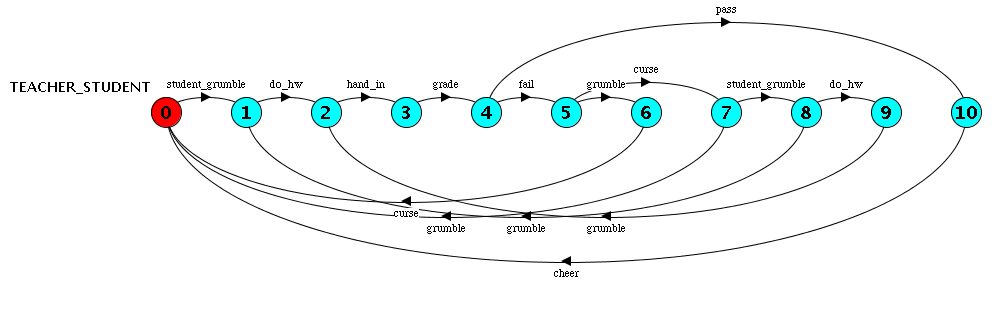 pass
curse
TEACHER_STUDENT
student_grumble
do_hw
hand_in
grade
fail
grumble
student_grumble
do_hw
0
1
2
3
4
5
6
7
8
9
10
curse
grumble
grumble
grumble
cheer